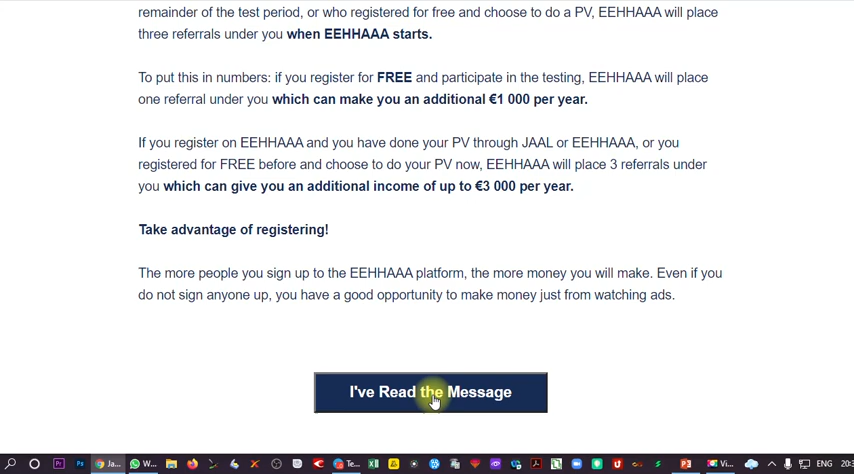 remainder of the test period, or who registered for free and choose to do a PV, EEHHAAA will place
three referrals under you when EEHHAAA starts.
To put this in numbers: if you register for FREE and participate in the testing, EEHHAAA will place
one referral under you which can make you an additional €1 000 per year.
If you register on EEHHAAA and you have done your PV through JAAL or EEHHAAA, or you
registered for FREE before and choose to do your PV now, EEHHAAA will place 3 referrals under
you which can give you an additional income of up to €3 000 per year.
Take advantage of registering!
The more people you sign up to the EEHHAAA platform, the more money you will make. Even if you
do not sign anyone up, you have a good opportunity to make money just from watching ads.
I've Read the Message
Pr Ps Ja... W... Te... Vi... ENG